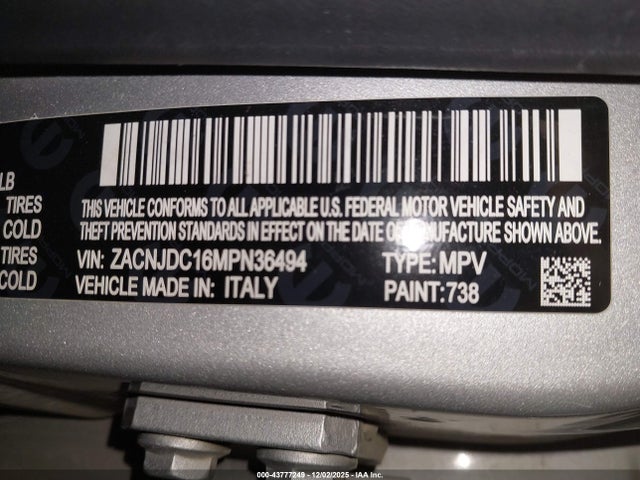 LB
TIRES
COLD
TIRES
COLD
THIS VEHICLE CONFORMS TO ALL APPLICABLE U.S. FEDERAL MOTOR VEHICLE SAFETY AND
THEFT PREVENTION STANDARDS IN EFFECT ON THE DATE OF MANUFACTURE SHOWN ABOVE.
VIN: ZACNJDC16MPN36494 TYPE: MPV
VEHICLE MADE IN: ITALY PAINT:738
000-43777249 | 12/02/2025 - IAAI.com